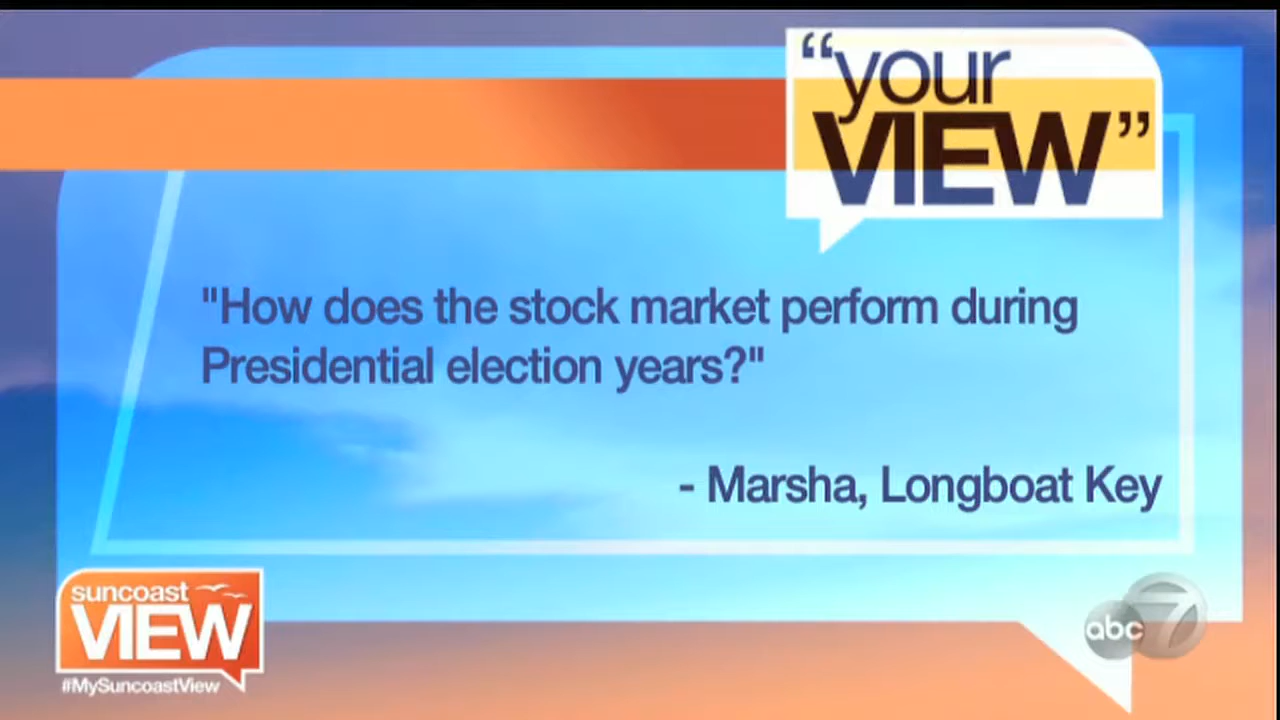 “your
VIEW”
"How does the stock market perform during
Presidential election years?"
- Marsha, Longboat Key
suncoast
VIEW
#MySuncoastView
abc 7